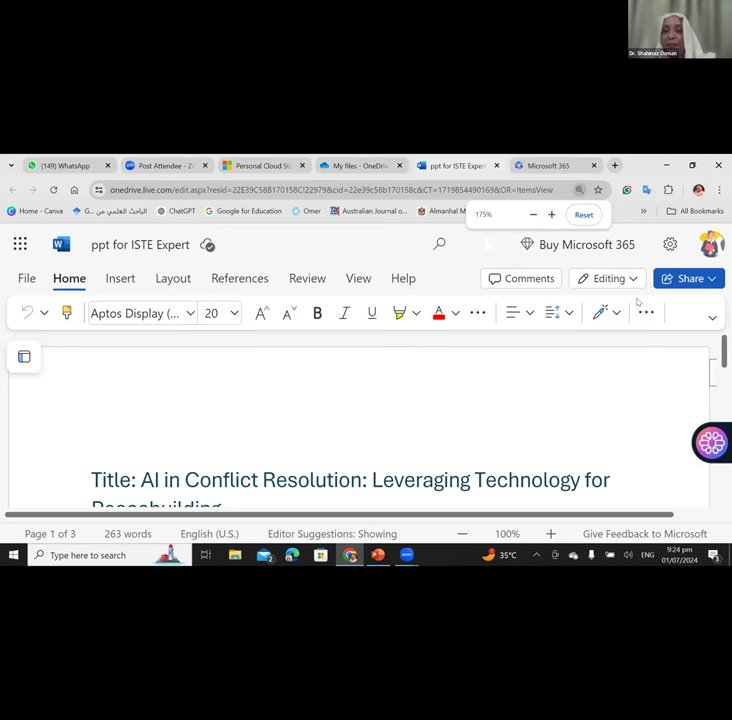 Dr. Shahinaz Osman
(149) WhatsApp
Post Attendee - Z
Personal Cloud St
My files - OneDriv
ppt for ISTE Expert
Microsoft 365
onedrive.live.com/edit.aspx?resid=22E39C58B170158C!22979&cid=22e39c58b170158c&CT=1719854490169&OR=ItemsView
Home - Canva
G... الباحث العلمي من
ChatGPT
Google for Education
Omer
Australian Journal o...
Almanhal M
»
All Bookmarks
175%
Reset
ppt for ISTE Expert
Buy Microsoft 365
File
Home
Insert
Layout
References
Review
View
Help
Comments
Editing
Share
Aptos Display (...
20
Title: AI in Conflict Resolution: Leveraging Technology for
Peacebuilding
Page 1 of 3
263 words
English (U.S.)
Editor Suggestions: Showing
100%
Give Feedback to Microsoft
Type here to search
35°C
ENG
9:24 pm
01/07/2024